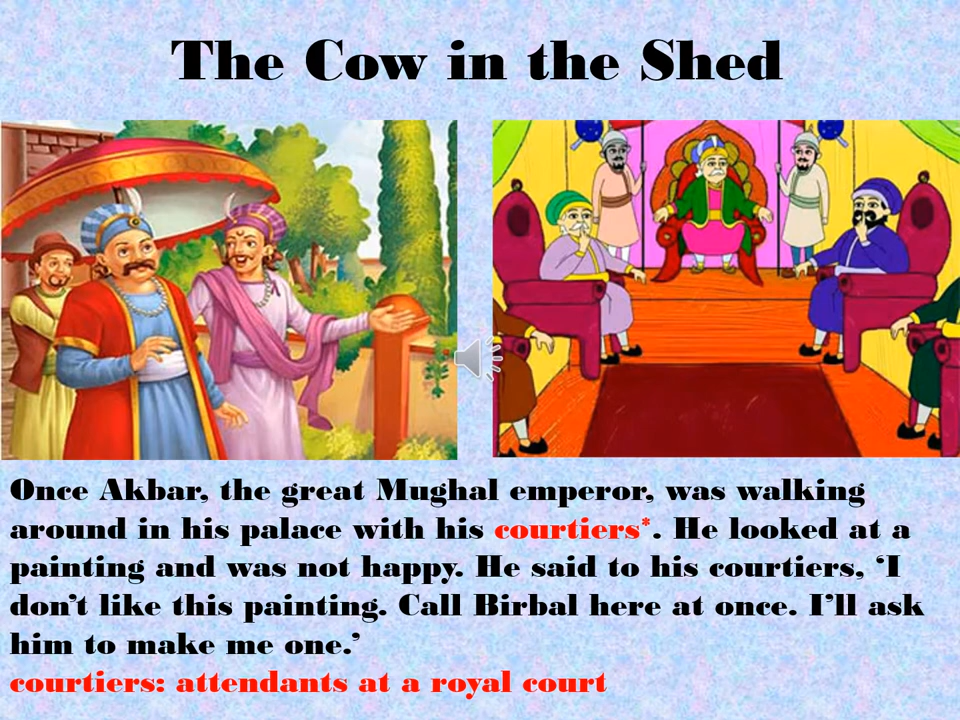 The Cow in the Shed
Once Akbar, the great Mughal emperor, was walking
around in his palace with his courtiers*. He looked at a
painting and was not happy. He said to his courtiers, ‘I
don’t like this painting. Call Birbal here at once. I’ll ask
him to make me one.’
courtiers: attendants at a royal court